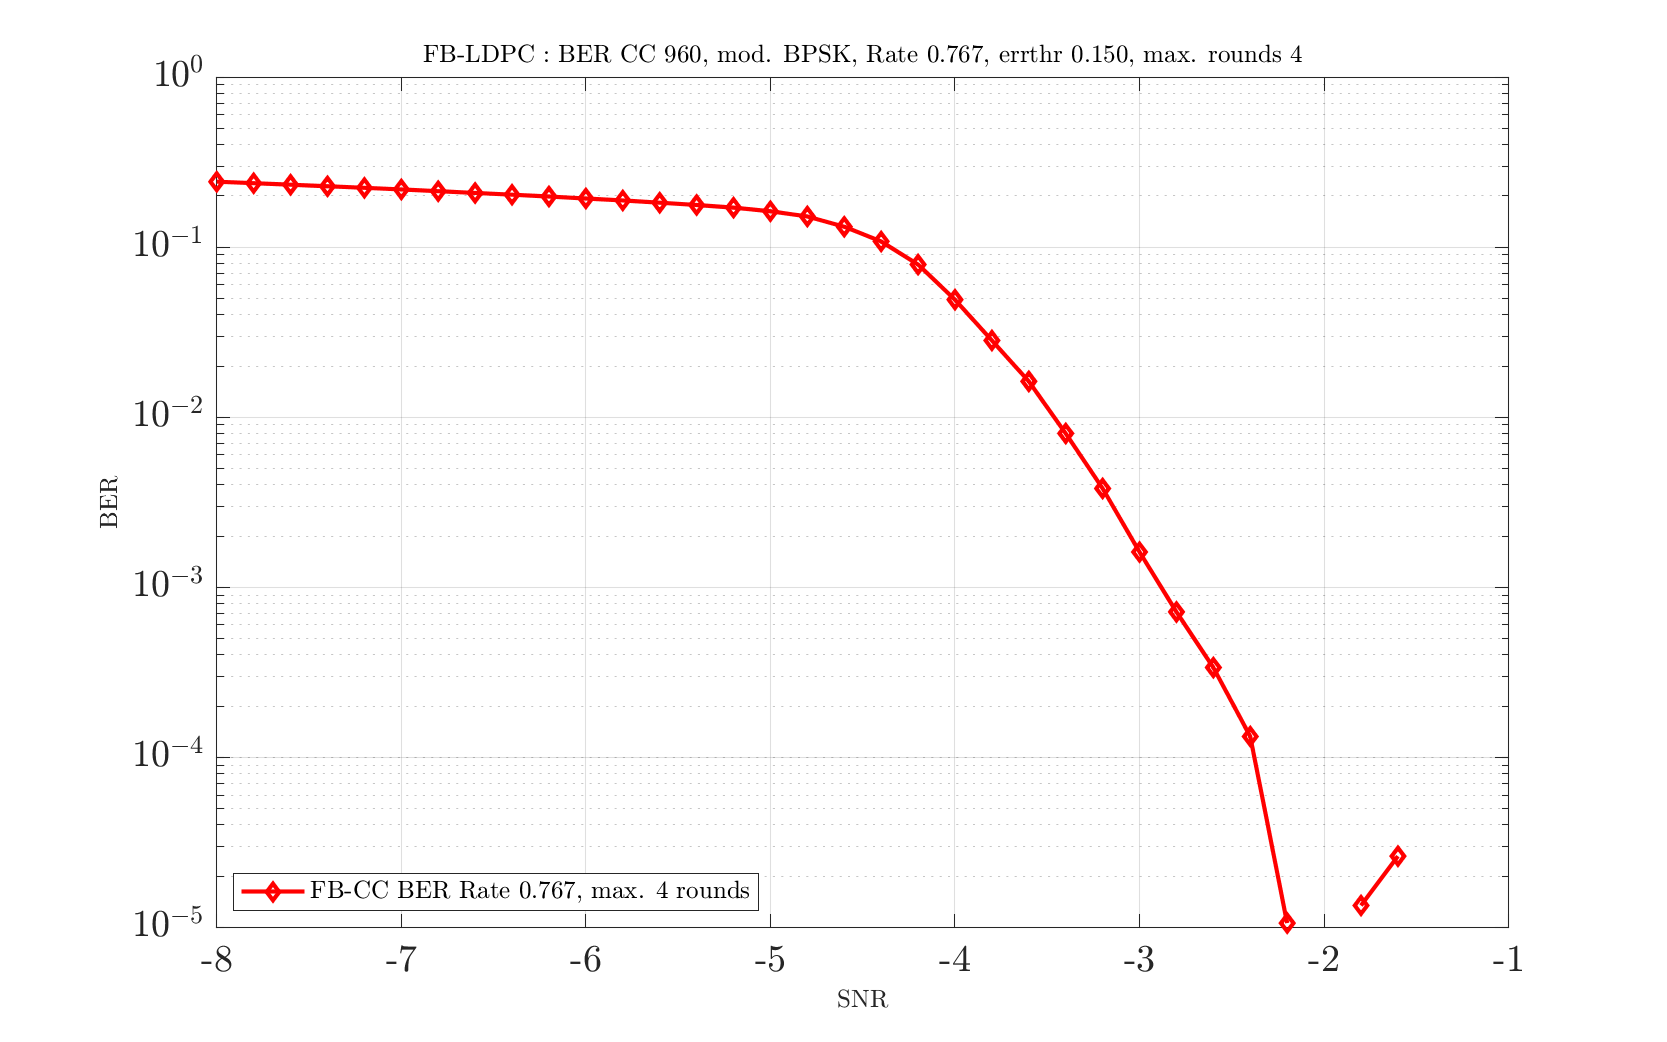 FB-LDPC : BER CC 960, mod. BPSK, Rate 0.767, errthr 0.150, max. rounds 4
10^0
10^-1
10^-2
10^-3
10^-4
10^-5
BER
FB-CC BER Rate 0.767, max. 4 rounds
-8 -7 -6 -5 -4 -3 -2 -1
SNR